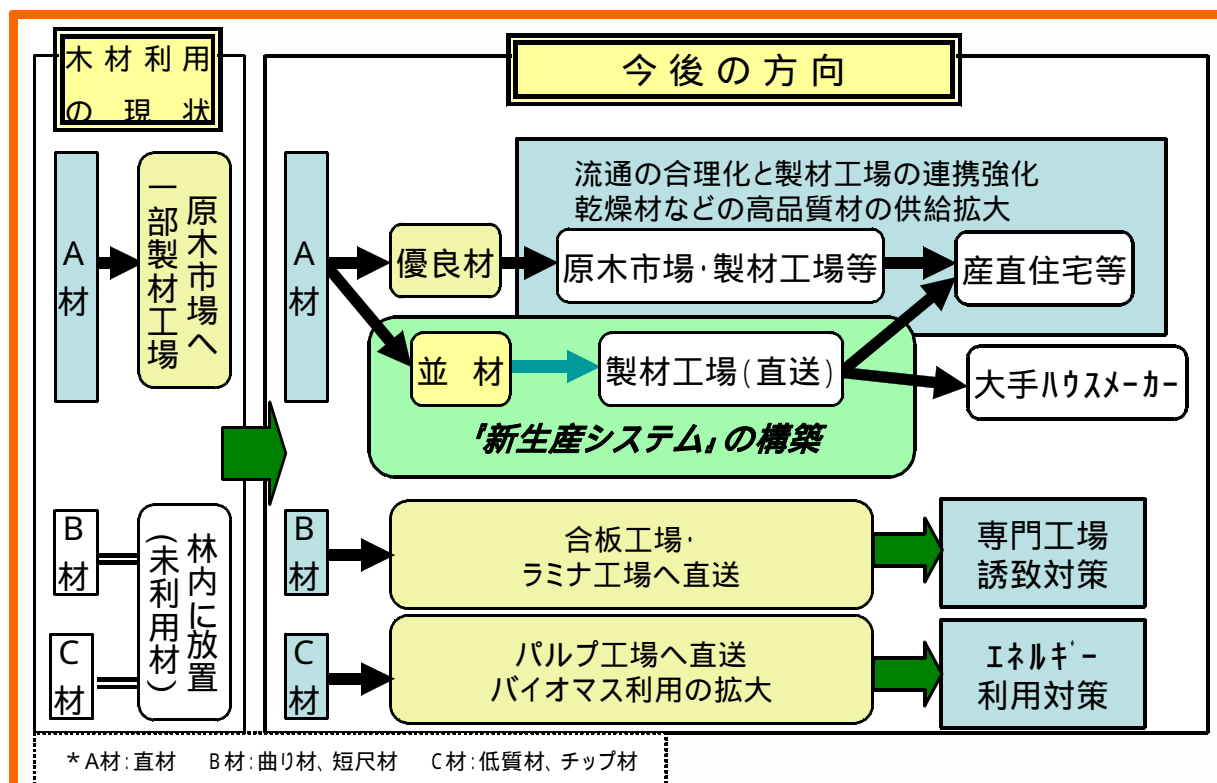 木材利用
の現状
A
材
原木市場へ
一部製材工場
B
材
C
材
林内に放置
(未利用材)
今後の方向
A
材
流通の合理化と製材工場の連携強化
乾燥材などの高品質材の供給拡大
優良材
原木市場・製材工場等
産直住宅等
並 材
製材工場(直送)
大手ハウスメーカー
『新生産システム』の構築
B
材
合板工場・
ラミナ工場へ直送
専門工場
誘致対策
C
材
パルプ工場へ直送
バイオマス利用の拡大
エネルギー
利用対策
*A材:直材 B材:曲り材、短尺材 C材:低質材、チップ材